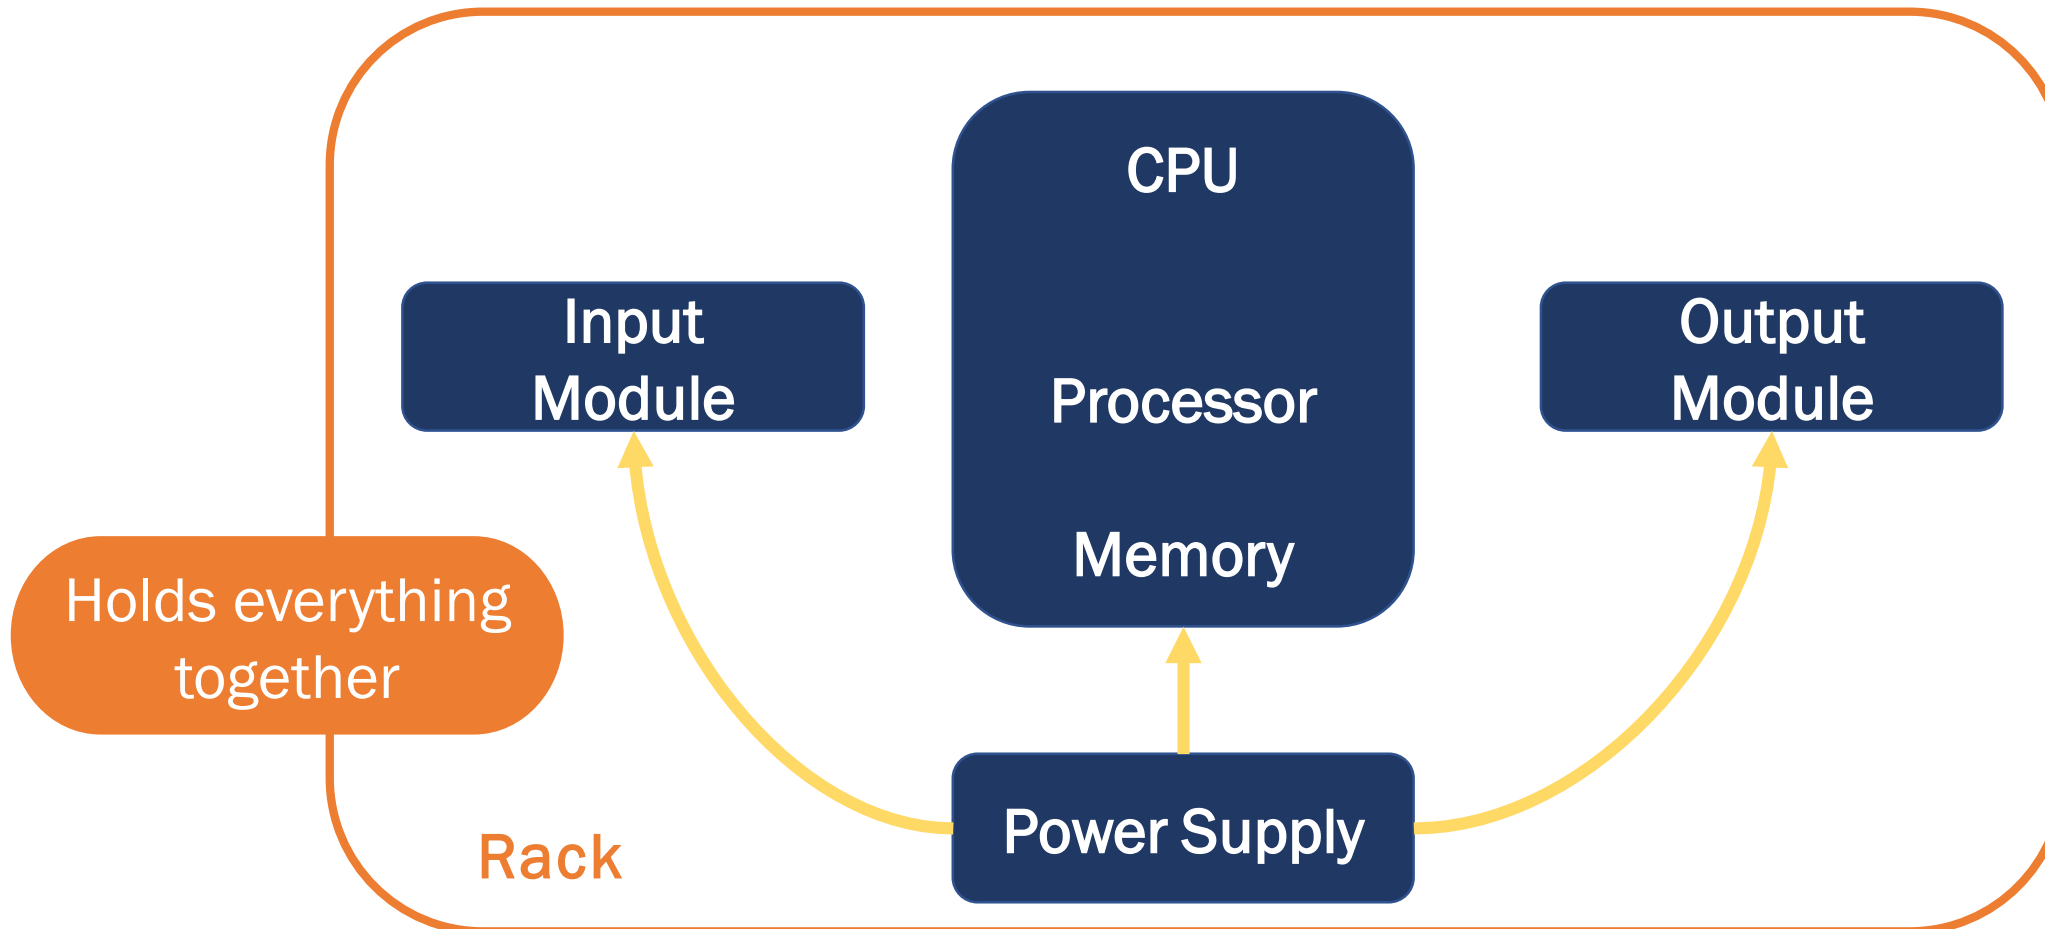 CPU
Input
Module
Processor
Memory
Output
Module
Holds everything
together
Rack
Power Supply